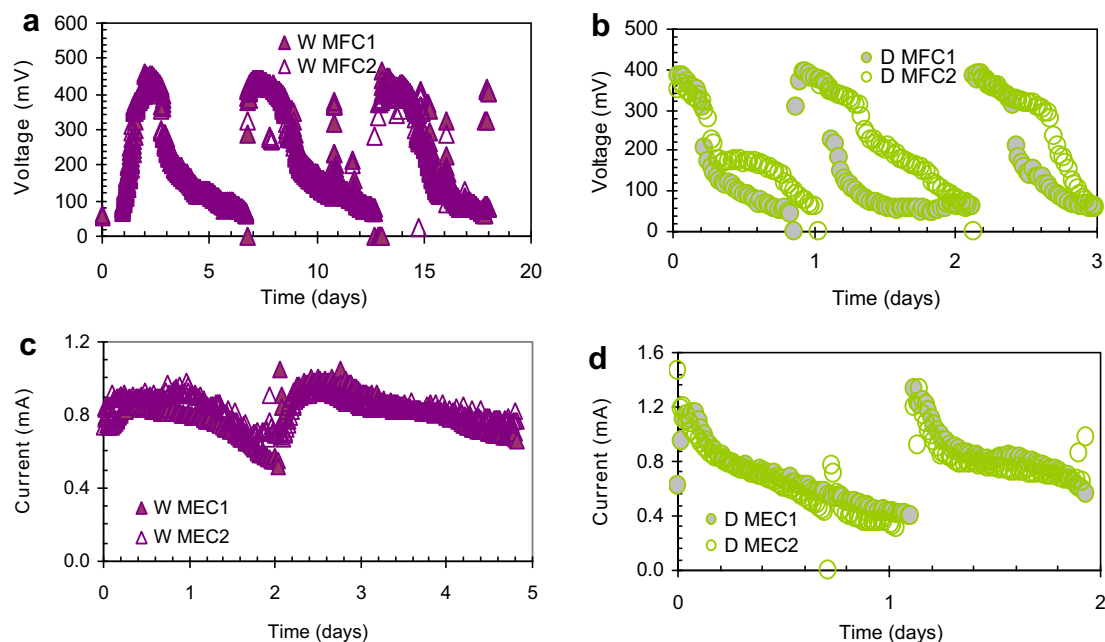 a
600
500
400
300
200
100
0
Voltage (mV)
W MFC1
W MFC2
0 5 10 15 20
Time (days)
b
500
400
300
200
100
0
Voltage (mV)
D MFC1
D MFC2
0 1 2 3
Time (days)
c
1.2
0.8
0.4
0.0
Current (mA)
W MEC1
W MEC2
0 1 2 3 4 5
Time (days)
d
1.6
1.2
0.8
0.4
0.0
Current (mA)
D MEC1
D MEC2
0 1 2
Time (days)